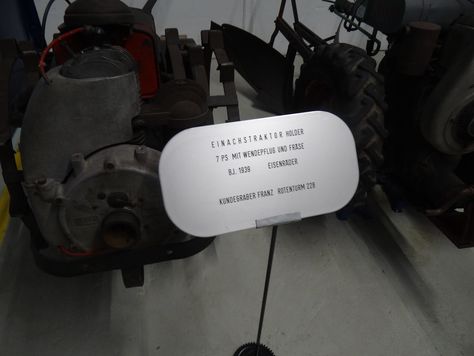 EINACHSTRAKTOR HOLDER
7 PS MIT WENDEPFLUG UND FRÄSE
BJ. 1939 EISENRÄDER
KUNDEGRABER FRANZ ROTENTURM 228